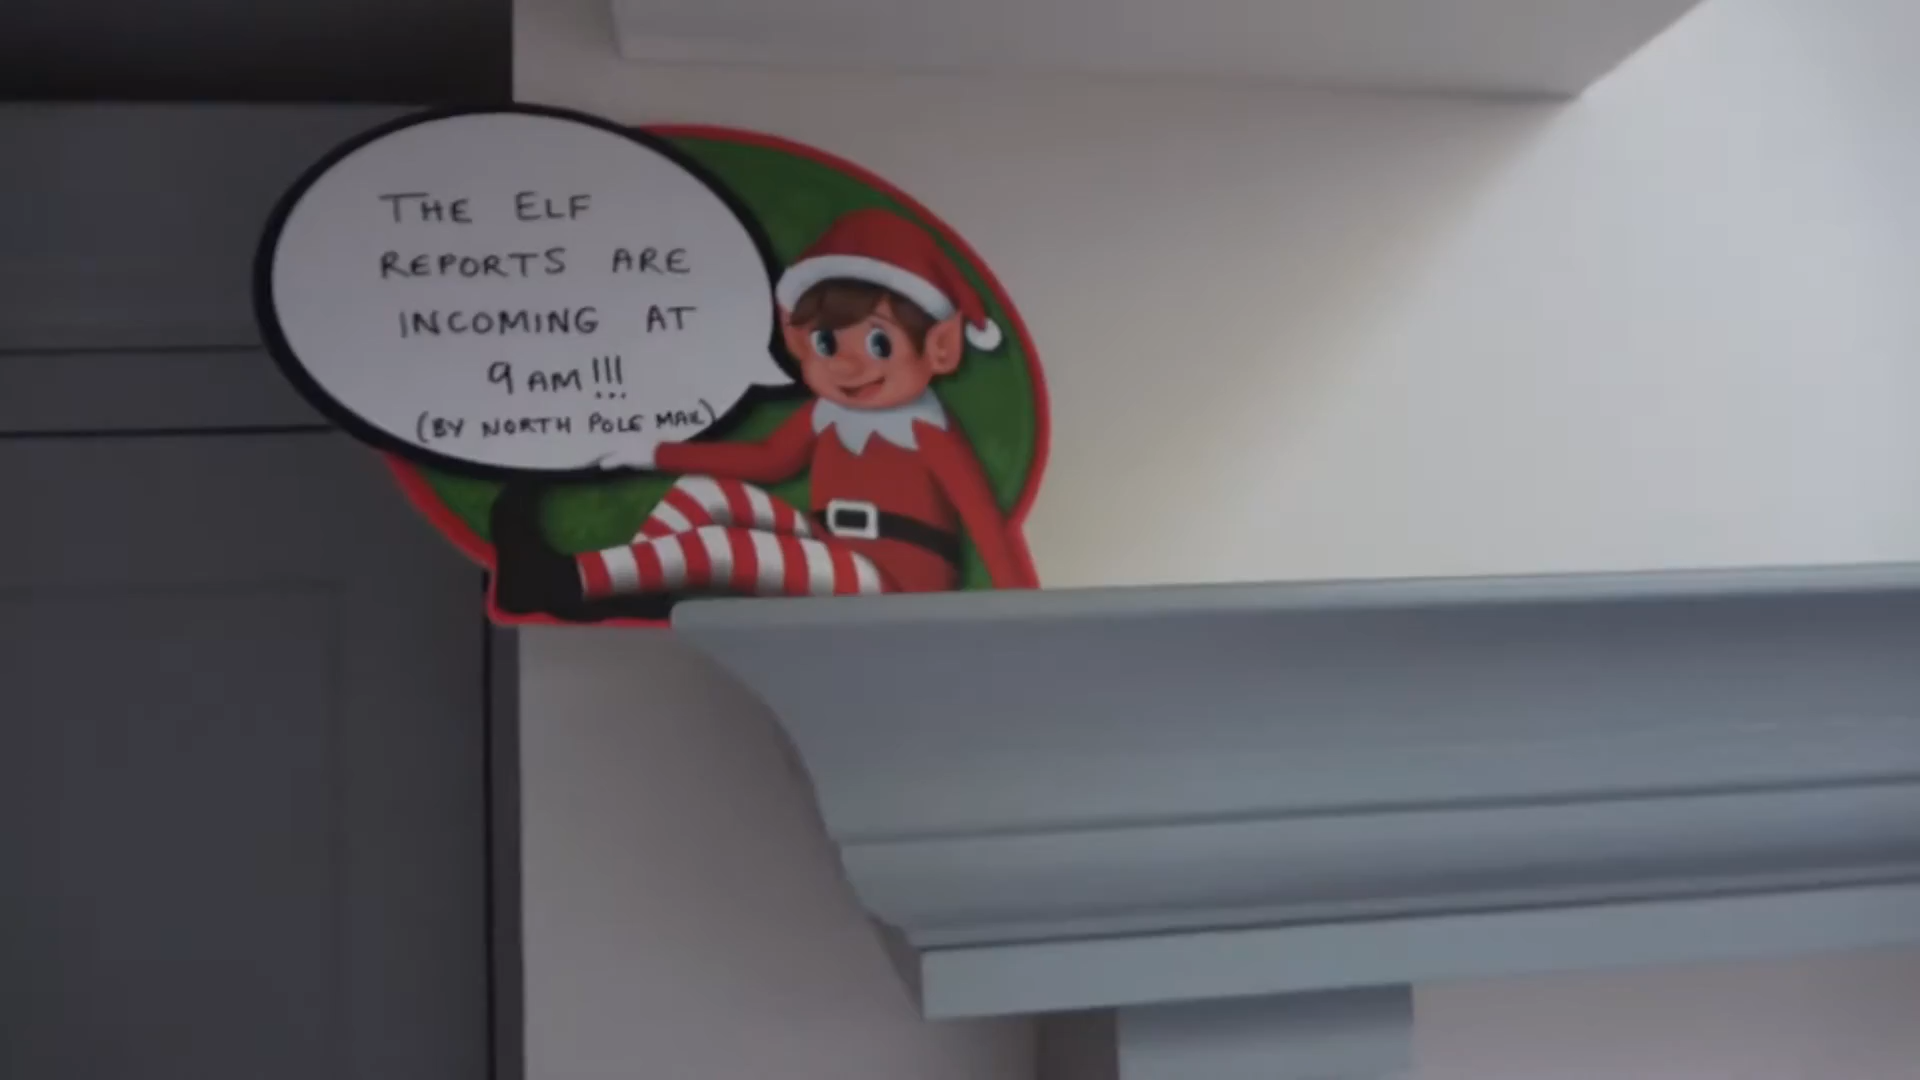 THE ELF
REPORTS ARE
INCOMING AT
9 AM!!!
(BY NORTH POLE MAIL)